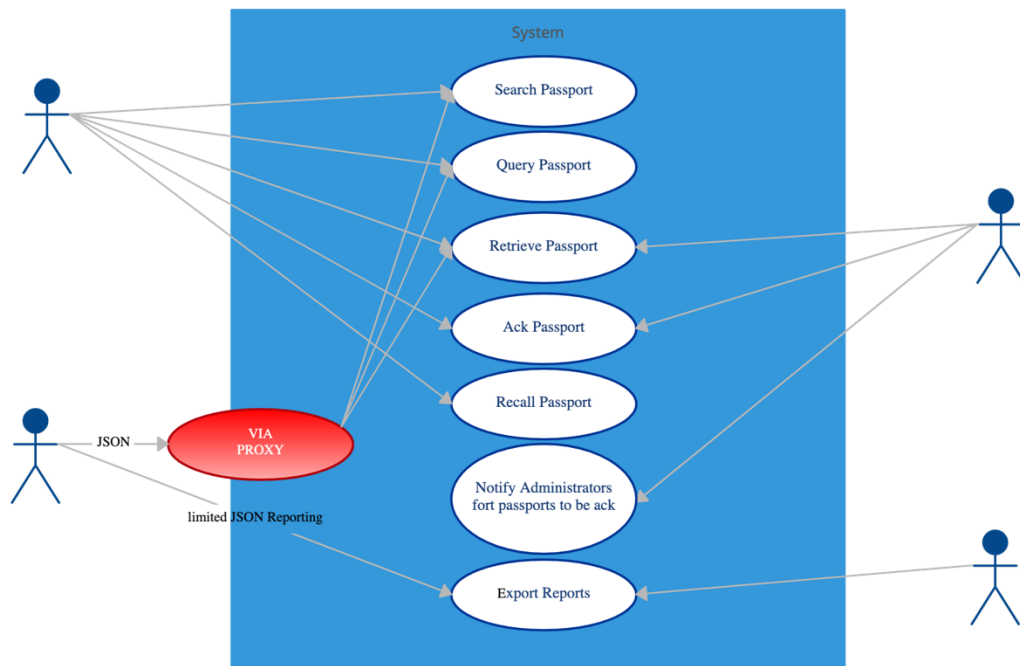 System
Search Passport
Query Passport
Retrieve Passport
Ack Passport
Recall Passport
JSON
VIA
PROXY
Notify Administrators
fort passports to be ack
limited JSON Reporting
Export Reports